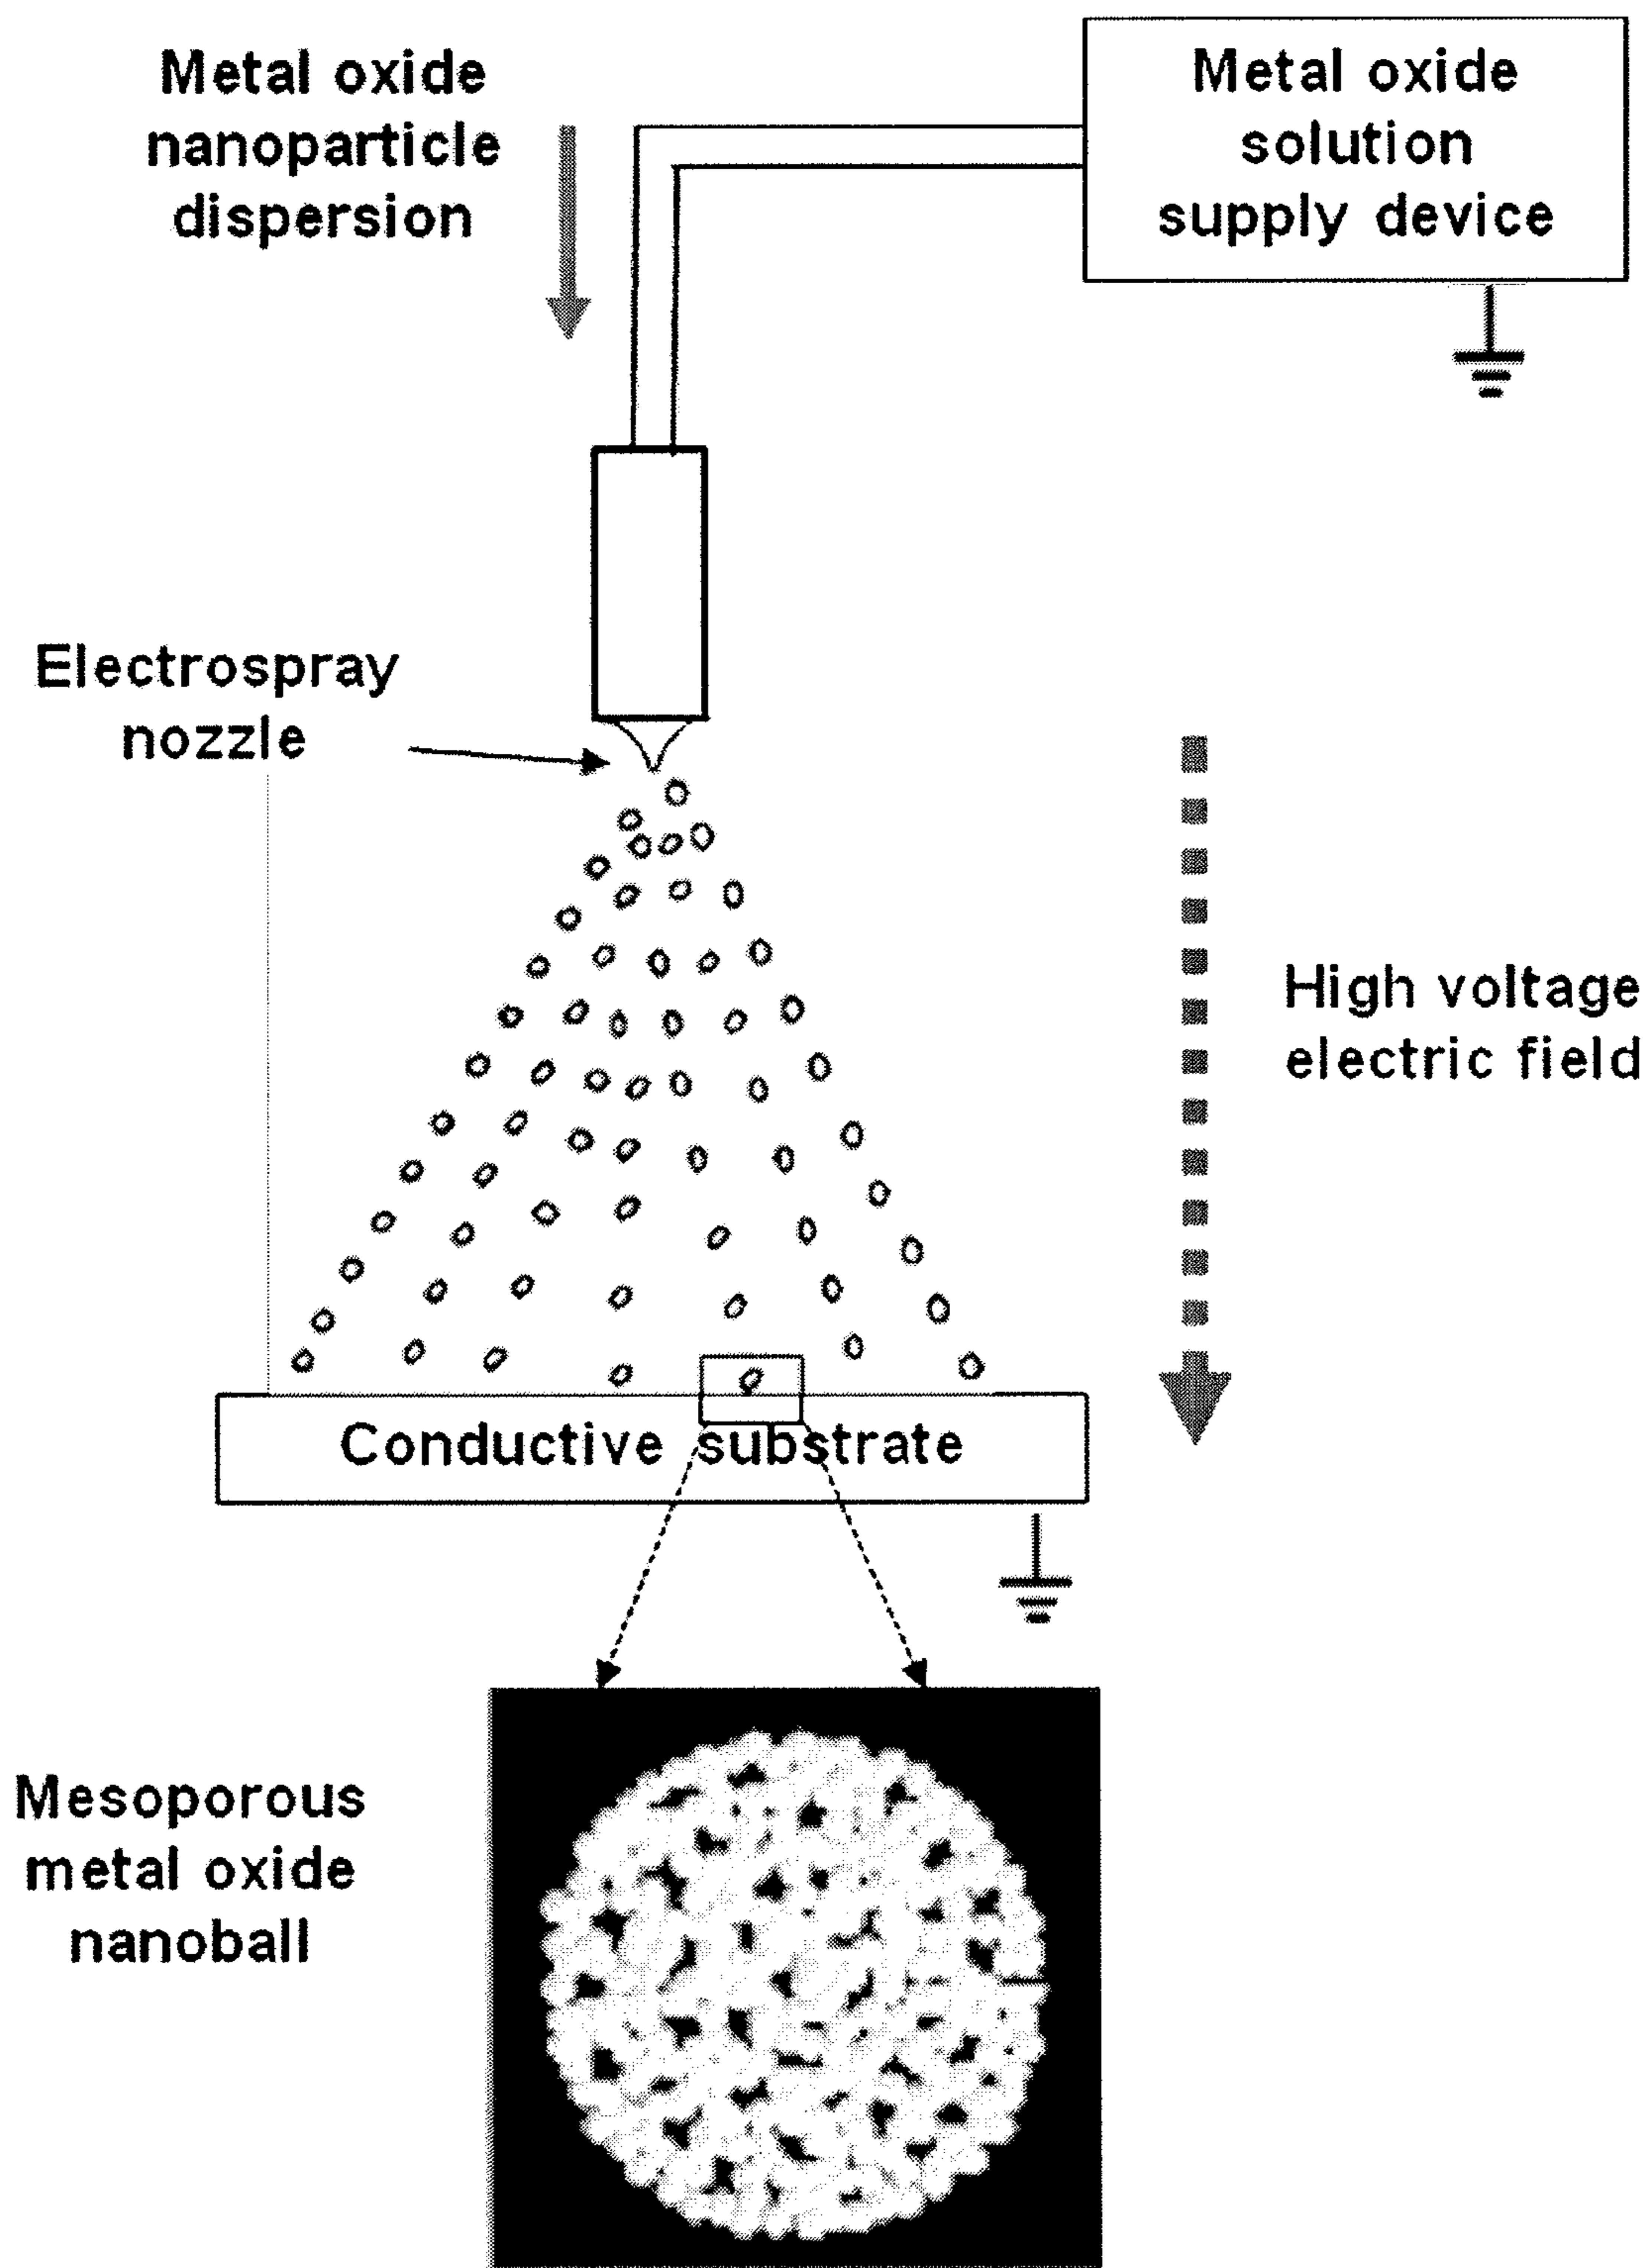 Metal oxide
nanoparticle
dispersion
Metal oxide
solution
supply device
Electrospray
nozzle
High voltage
electric field
Conductive substrate
Mesoporous
metal oxide
nanoball